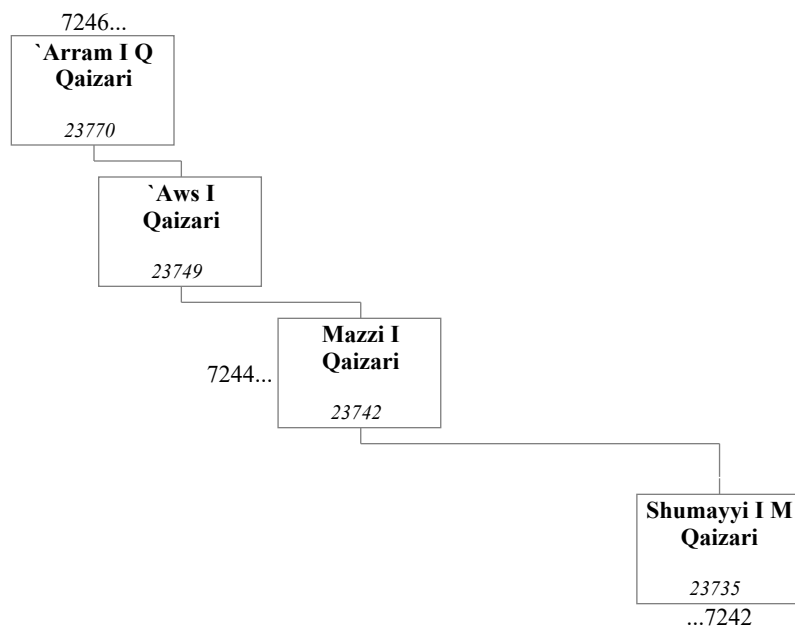 7246...
`Arram I Q
Qaizari
23770
`Aws I
Qaizari
23749
Mazzi I
Qaizari
7244...
23742
Shumayyi I M
Qaizari
23735
...7242